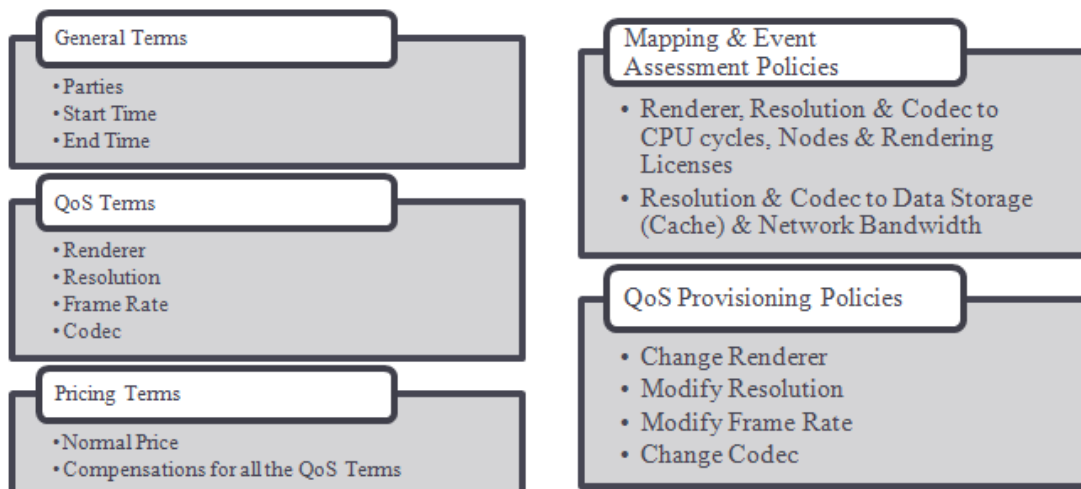 General Terms
• Parties
• Start Time
• End Time
QoS Terms
• Renderer
• Resolution
• Frame Rate
• Codec
Pricing Terms
• Normal Price
• Compensations for all the QoS Terms
Mapping & Event
Assessment Policies
• Renderer, Resolution & Codec to
CPU cycles, Nodes & Rendering
Licenses
• Resolution & Codec to Data Storage
(Cache) & Network Bandwidth
QoS Provisioning Policies
• Change Renderer
• Modify Resolution
• Modify Frame Rate
• Change Codec